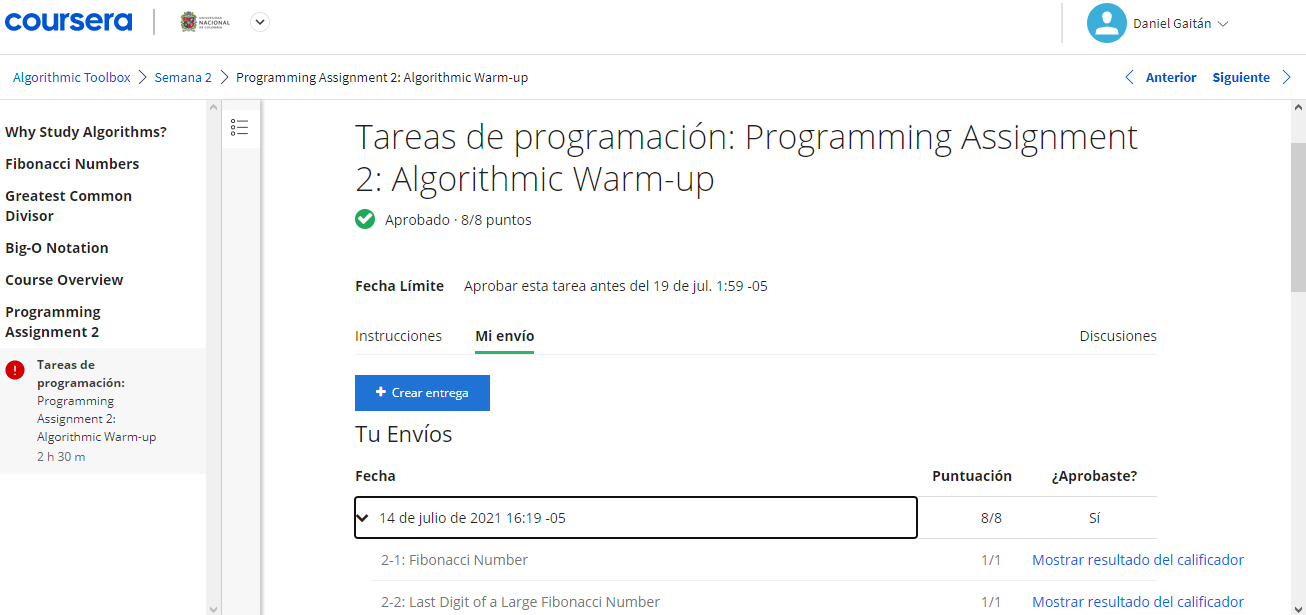 coursera
UNIVERSIDAD
NACIONAL
DE COLOMBIA
Daniel Gaitán
Algorithmic Toolbox
Semana 2
Programming Assignment 2: Algorithmic Warm-up
Anterior
Siguiente
Why Study Algorithms?
Fibonacci Numbers
Greatest Common
Divisor
Big-O Notation
Course Overview
Programming
Assignment 2
Tareas de
programación:
Programming
Assignment 2:
Algorithmic Warm-up
2 h 30 m
Tareas de programación: Programming Assignment
2: Algorithmic Warm-up
Aprobado · 8/8 puntos
Fecha Límite Aprobar esta tarea antes del 19 de jul. 1:59 -05
Instrucciones Mi envío Discusiones
+ Crear entrega
Tu Envíos
Fecha Puntuación ¿Aprobaste?
14 de julio de 2021 16:19 -05 8/8 Sí
2-1: Fibonacci Number 1/1 Mostrar resultado del calificador
2-2: Last Digit of a Large Fibonacci Number 1/1 Mostrar resultado del calificador